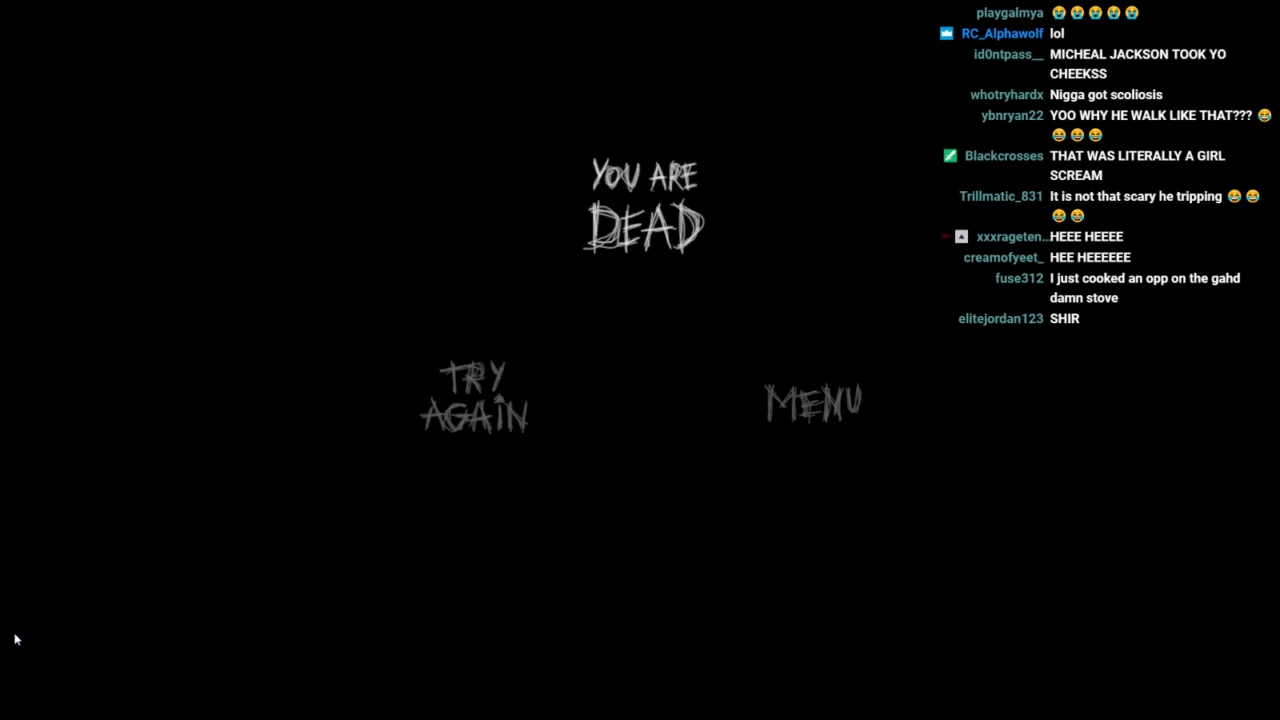 playgalmya 😭 😭 😭 😭 😭
RC_Alphawolf lol
id0ntpass__ MICHEAL JACKSON TOOK YO
CHEEKSS
whotryhardx Nigga got scoliosis
ybnryan22 YOO WHY HE WALK LIKE THAT??? 😂
😂 😂 😂
Blackcrosses THAT WAS LITERALLY A GIRL
SCREAM
Trillmatic_831 It is not that scary he tripping 😂 😂
😂 😂
xxxrageten... HEEE HEEEE
creamofyeet_ HEE HEEEEEE
fuse312 I just cooked an opp on the gahd
damn stove
elitejordan123 SHIR
YOU ARE
DEAD
TRY
AGAiN
MENU